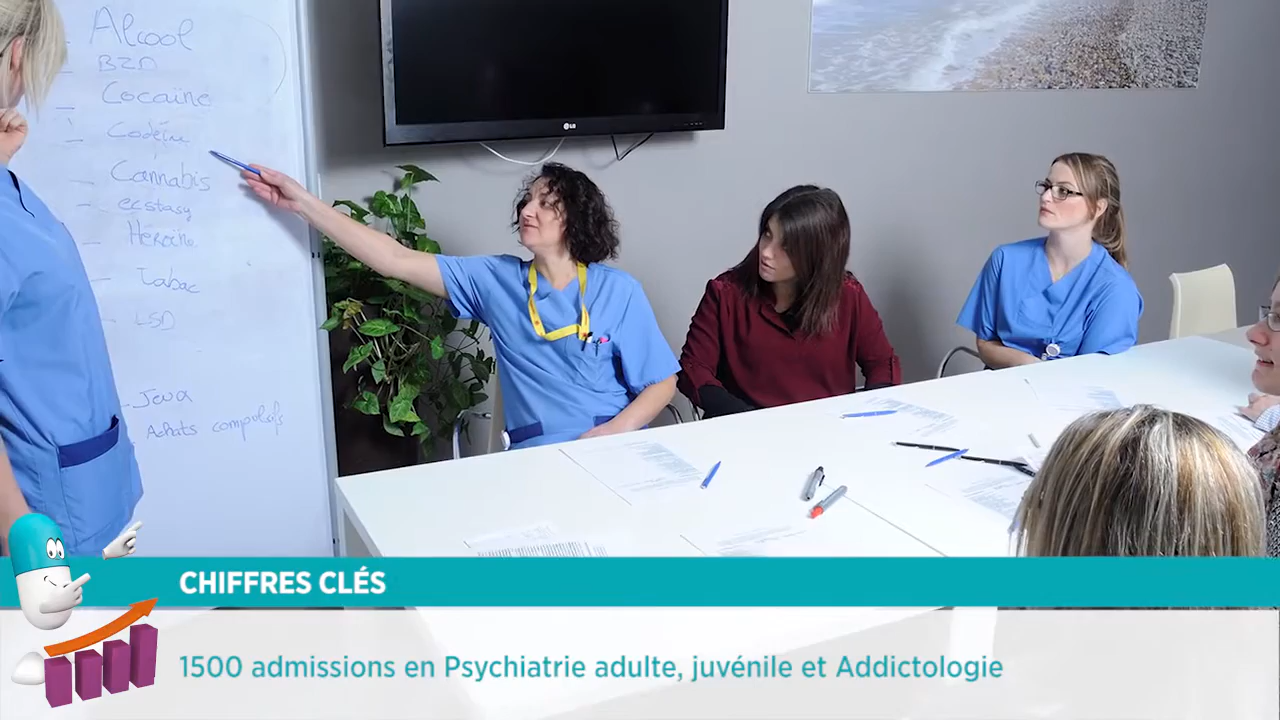 Alcool
BZD
Cocaïne
Codéine
Cannabis
ecstasy
Héroïne
Tabac
LSD
Jeux
Achats compulsifs
LG
CHIFFRES CLÉS
1500 admissions en Psychiatrie adulte, juvénile et Addictologie